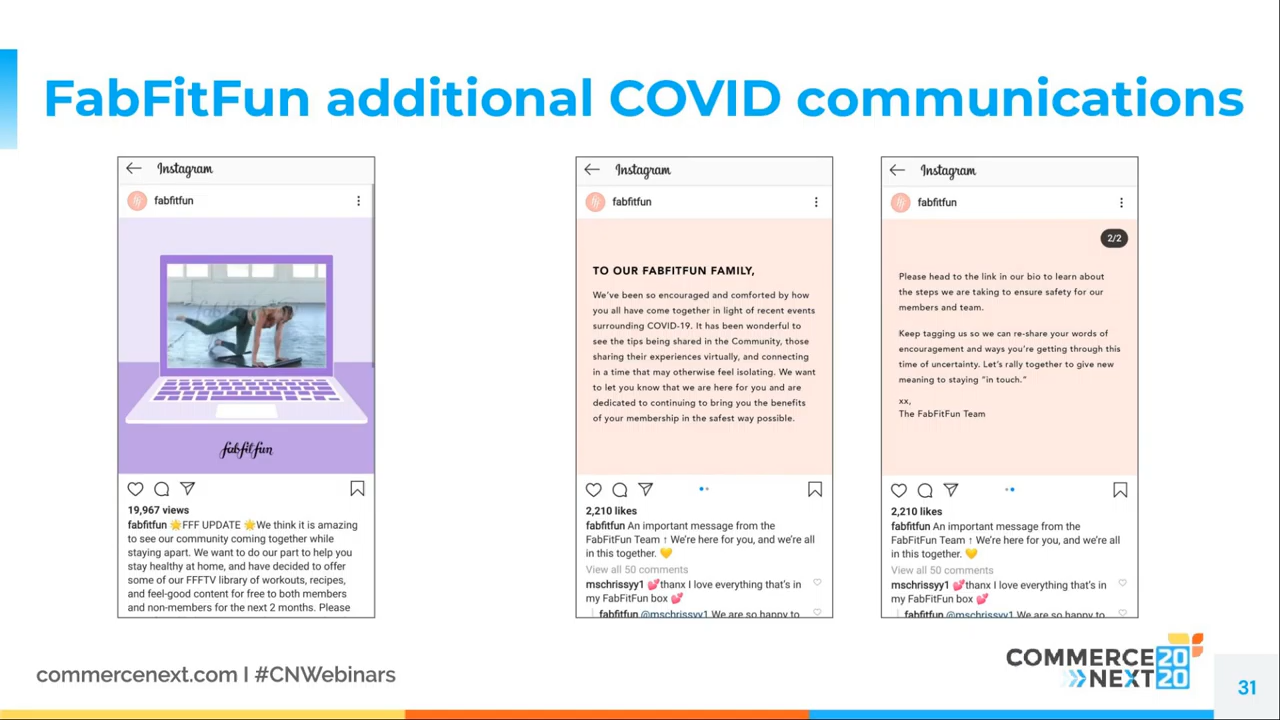 FabFitFun additional COVID communications
Instagram
fabfitfun
fabfitfun
19,967 views
fabfitfun 🌟FFF UPDATE 🌟We think it is amazing
to see our community coming together while
staying apart. We want to do our part to help you
stay healthy at home, and have decided to offer
some of our FFFTV library of workouts, recipes,
and feel-good content for free to both members
and non-members for the next 2 months. Please
Instagram
fabfitfun
TO OUR FABFITFUN FAMILY,
We've been so encouraged and comforted by how
you all have come together in light of recent events
surrounding COVID-19. It has been wonderful to
see the tips being shared in the Community, those
sharing their experiences virtually, and connecting
in a time that may otherwise feel isolating. We want
to let you know that we are here for you and are
dedicated to continuing to bring you the benefits
of your membership in the safest way possible.
2,210 likes
fabfitfun An important message from the
FabFitFun Team ↑ We're here for you, and we're all
in this together. 💛
View all 50 comments
mschrissyy1 💕thanx I love everything that's in
my FabFitFun box 💕
fabfitfun @mschrissyy1 We are so happy to
Instagram
fabfitfun
2/2
Please head to the link in our bio to learn about
the steps we are taking to ensure safety for our
members and team.
Keep tagging us so we can re-share your words of
encouragement and ways you're getting through this
time of uncertainty. Let's rally together to give new
meaning to staying "in touch."
xx,
The FabFitFun Team
2,210 likes
fabfitfun An important message from the
FabFitFun Team ↑ We're here for you, and we're all
in this together. 💛
View all 50 comments
mschrissyy1 💕thanx I love everything that's in
my FabFitFun box 💕
fabfitfun @mschrissyy1 We are so happy to
commercenext.com I #CNWebinars
COMMERCE 20
NEXT 20
31